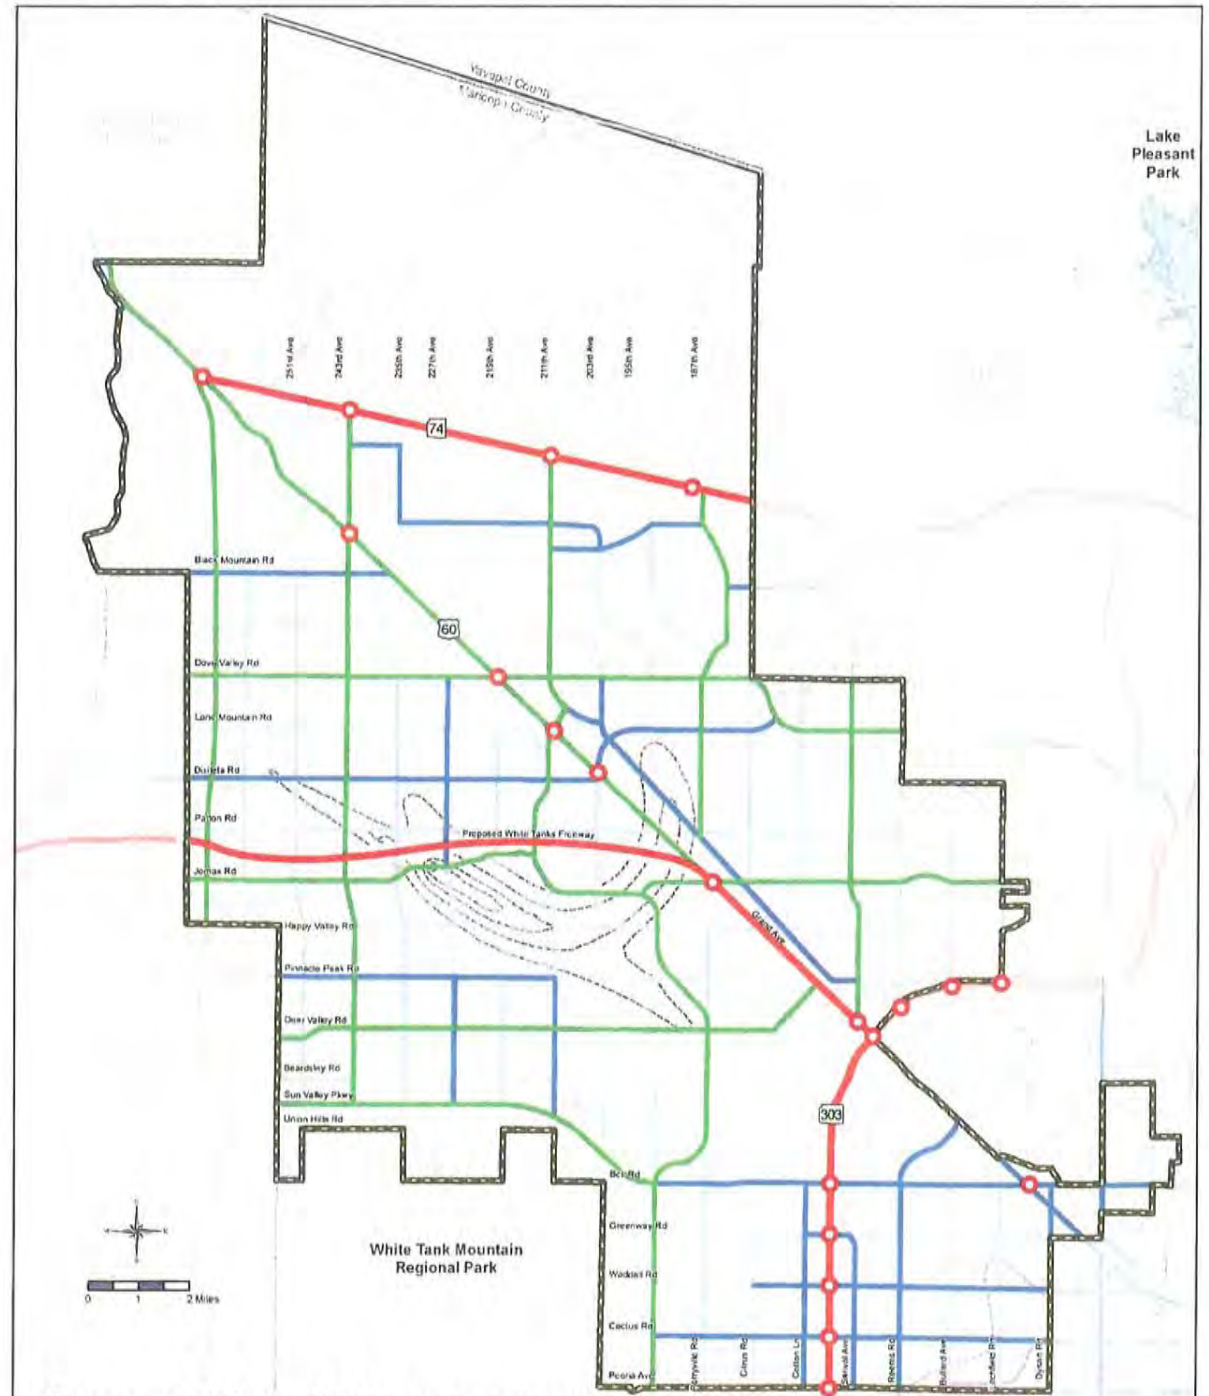 Yavapai County
Maricopa County
Lake
Pleasant
Park
251st Ave
243rd Ave
235th Ave
227th Ave
219th Ave
211th Ave
203rd Ave
195th Ave
187th Ave
74
Black Mountain Rd
60
Dove Valley Rd
Lone Mountain Rd
Dixileta Rd
Patton Rd
Proposed White Tanks Freeway
Jomax Rd
Grand Ave
Happy Valley Rd
Pinnacle Peak Rd
Deer Valley Rd
Beardsley Rd
Sun Valley Pkwy
Union Hills Rd
303
Bell Rd
Greenway Rd
White Tank Mountain
Regional Park
Waddell Rd
0 1 2 Miles
Cactus Rd
Peoria Ave
Perryville Rd
Citrus Rd
Cotton Ln
Sarival Ave
Reems Rd
Bullard Ave
Litchfield Rd
Dysart Rd